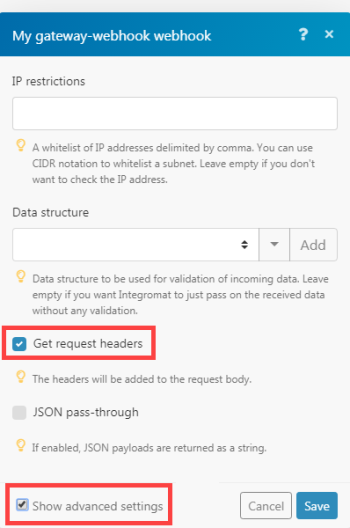 My gateway-webhook webhook ? ×
IP restrictions
A whitelist of IP addresses delimited by comma. You can use
CIDR notation to whitelist a subnet. Leave empty if you don't
want to check the IP address.
Data structure
Add
Data structure to be used for validation of incoming data. Leave
empty if you want Integromat to just pass on the received data
without any validation.
Get request headers
The headers will be added to the request body.
JSON pass-through
If enabled, JSON payloads are returned as a string.
Show advanced settings Cancel Save